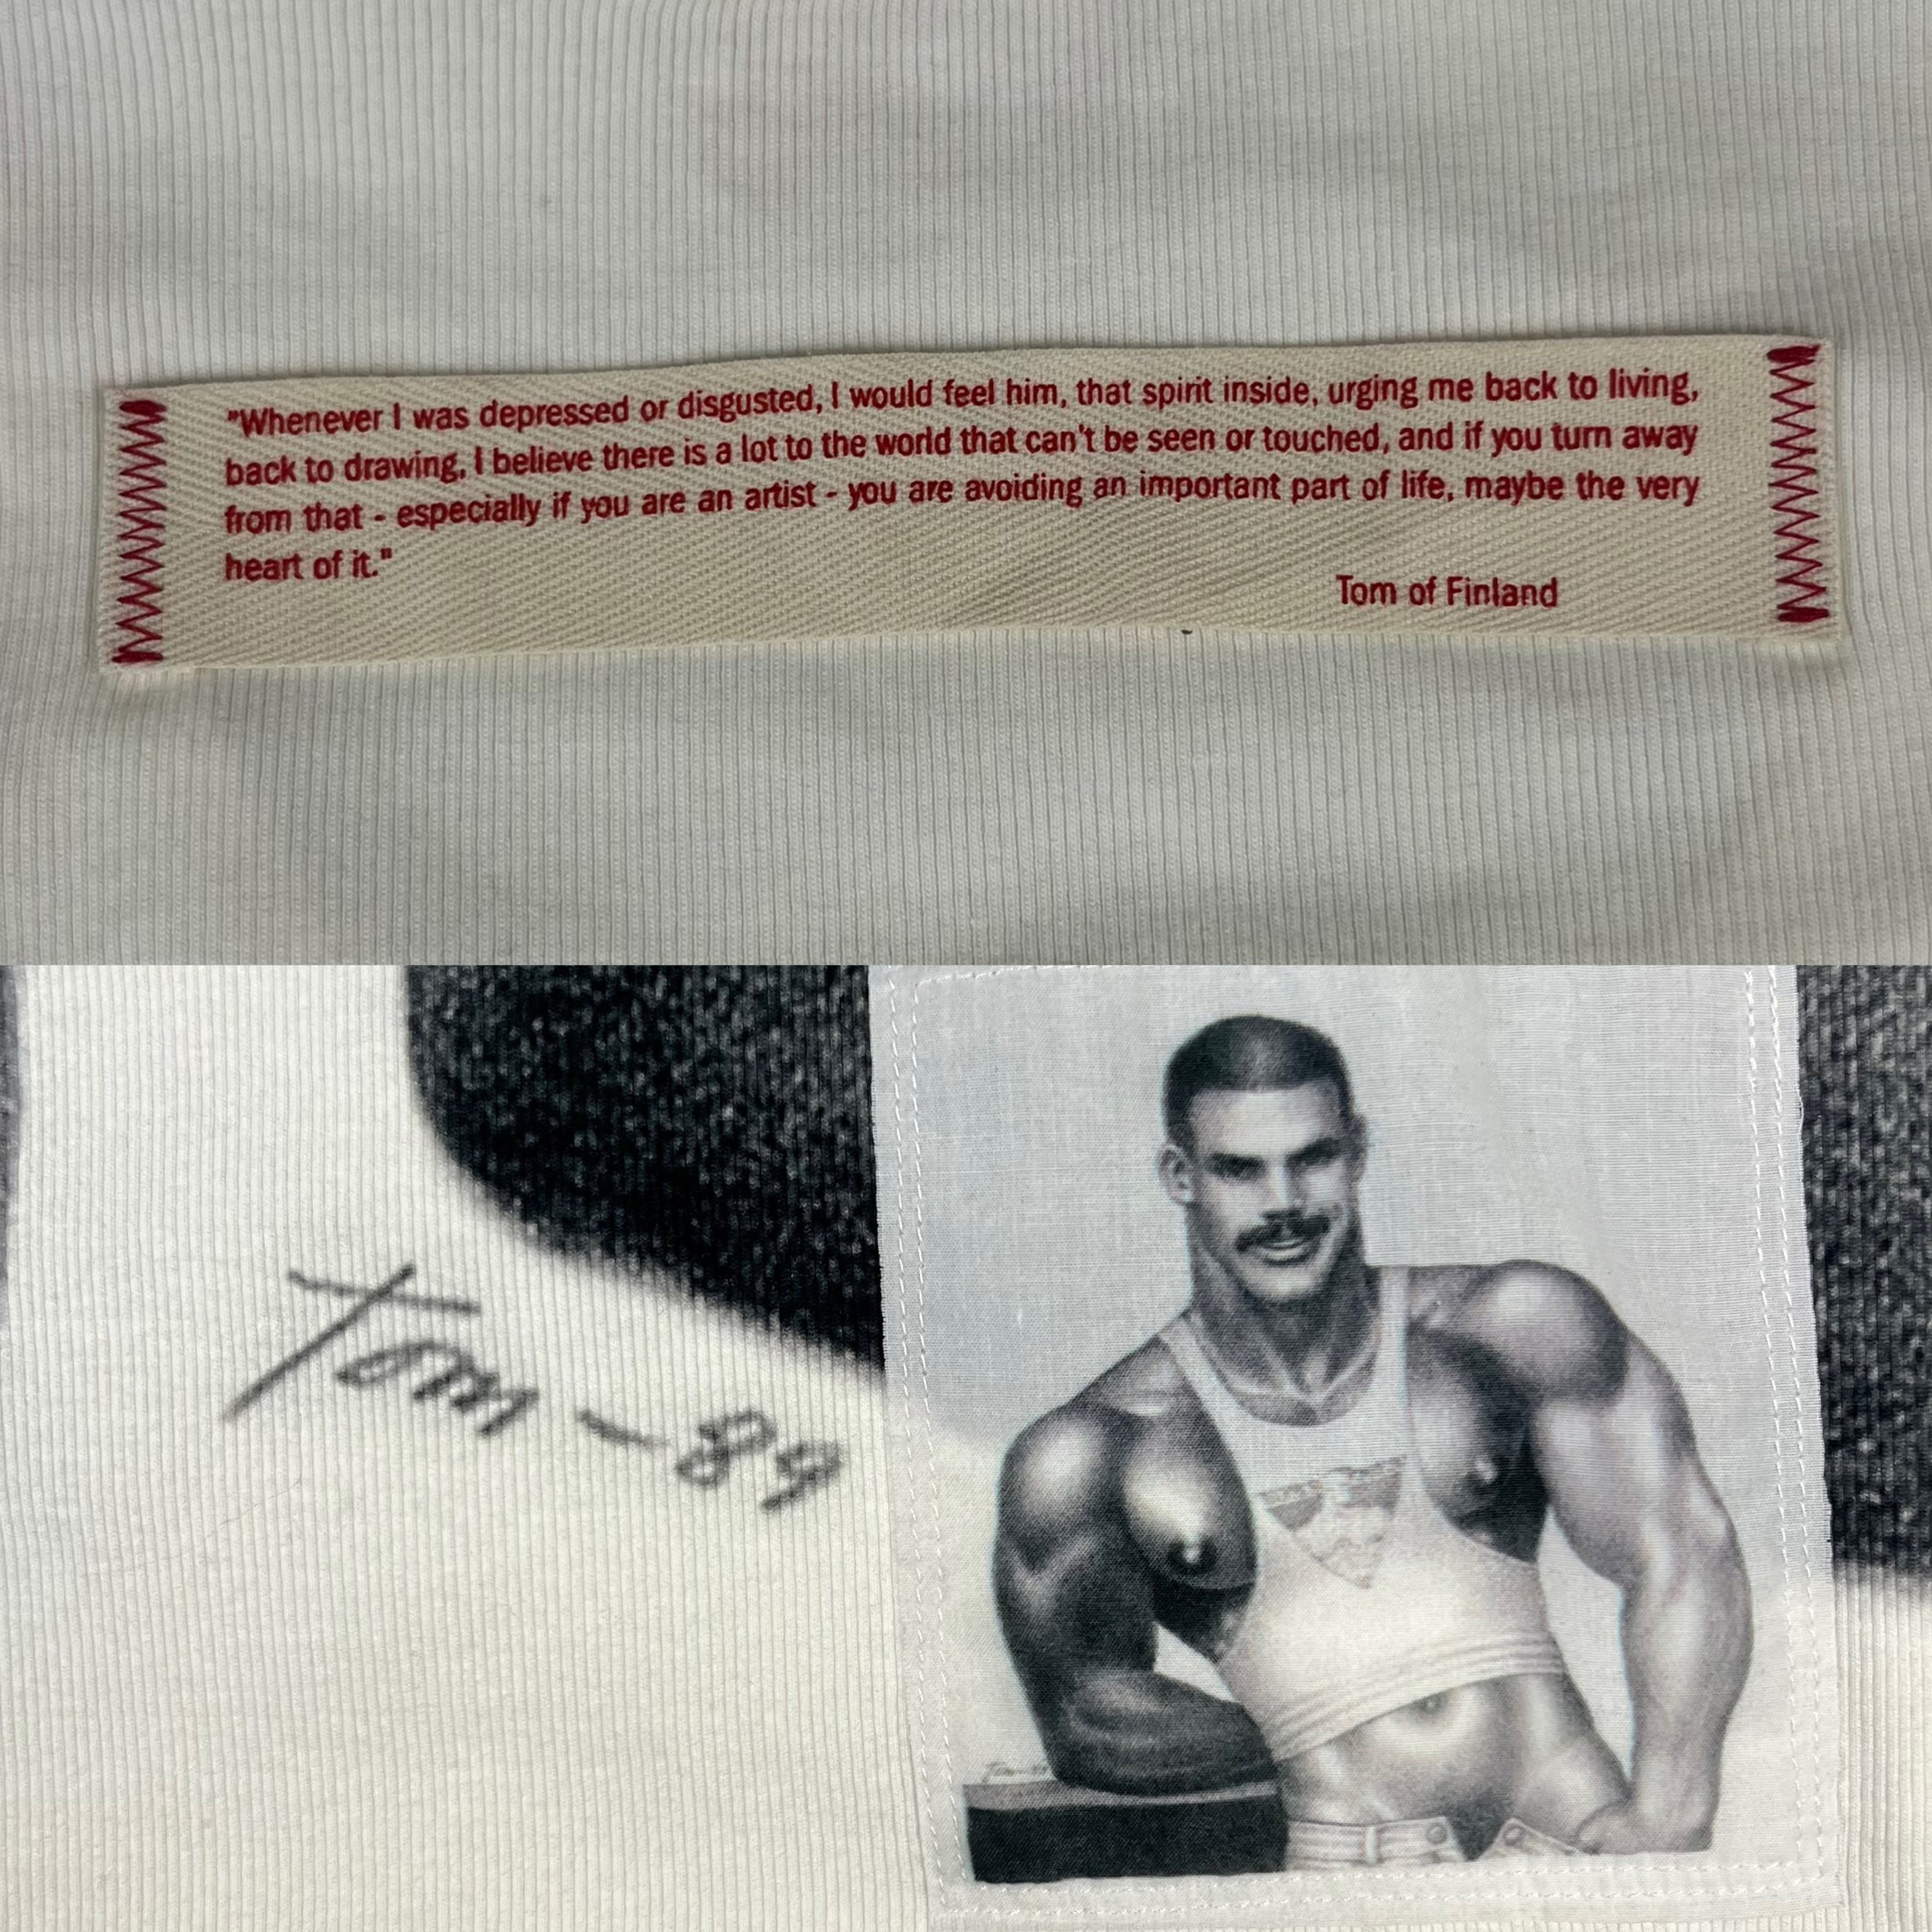 "Whenever I was depressed or disgusted, I would feel him, that spirit inside, urging me back to living,
back to drawing, I believe there is a lot to the world that can't be seen or touched, and if you turn away
from that - especially if you are an artist - you are avoiding an important part of life, maybe the very
heart of it."
Tom of Finland
Tom - 89